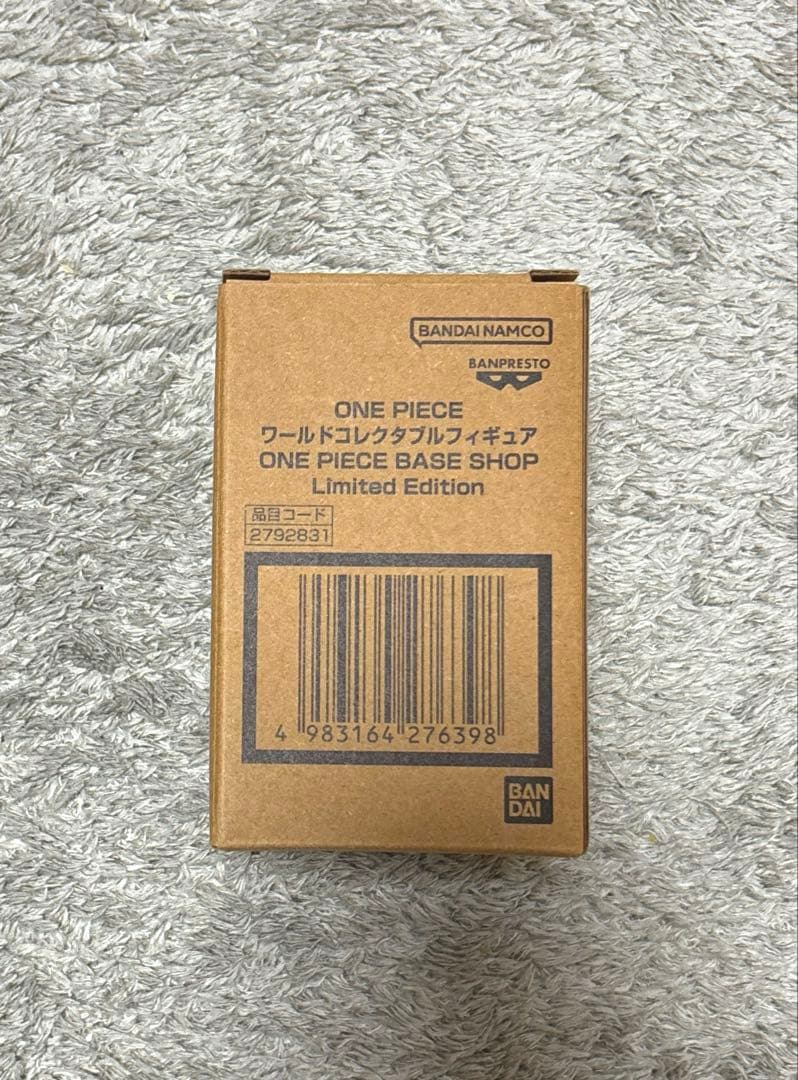 BANDAI NAMCO
BANPRESTO
ONE PIECE
ワールドコレクタブルフィギュア
ONE PIECE BASE SHOP
Limited Edition
品目コード
2792831
4 983164 276398
BAN
DAI